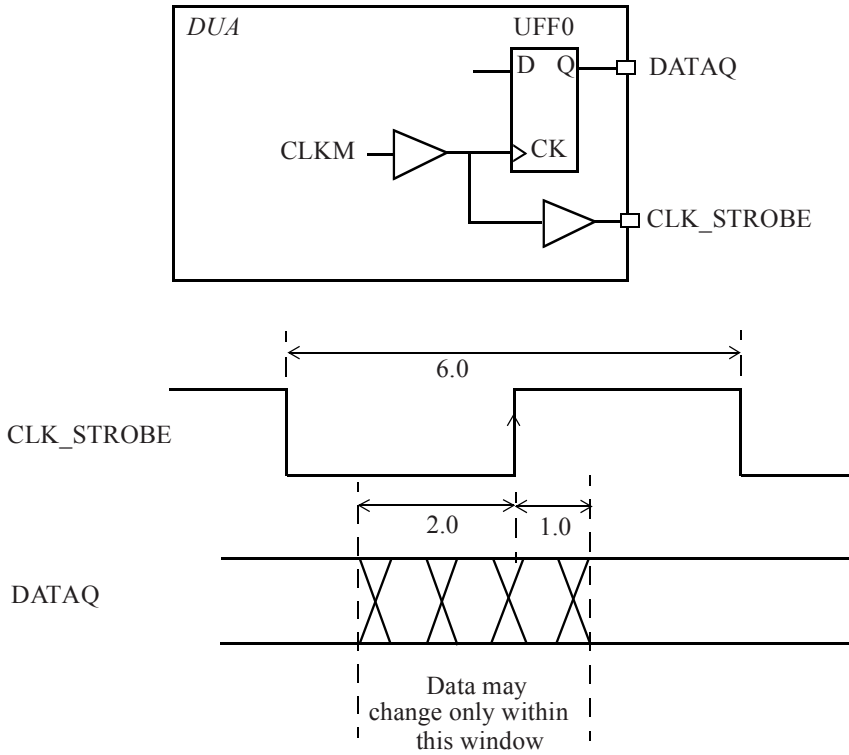 DUA
UFF0
D Q
DATAQ
CLKM
CK
CLK_STROBE
6.0
CLK_STROBE
2.0
1.0
DATAQ
Data may
change only within
this window